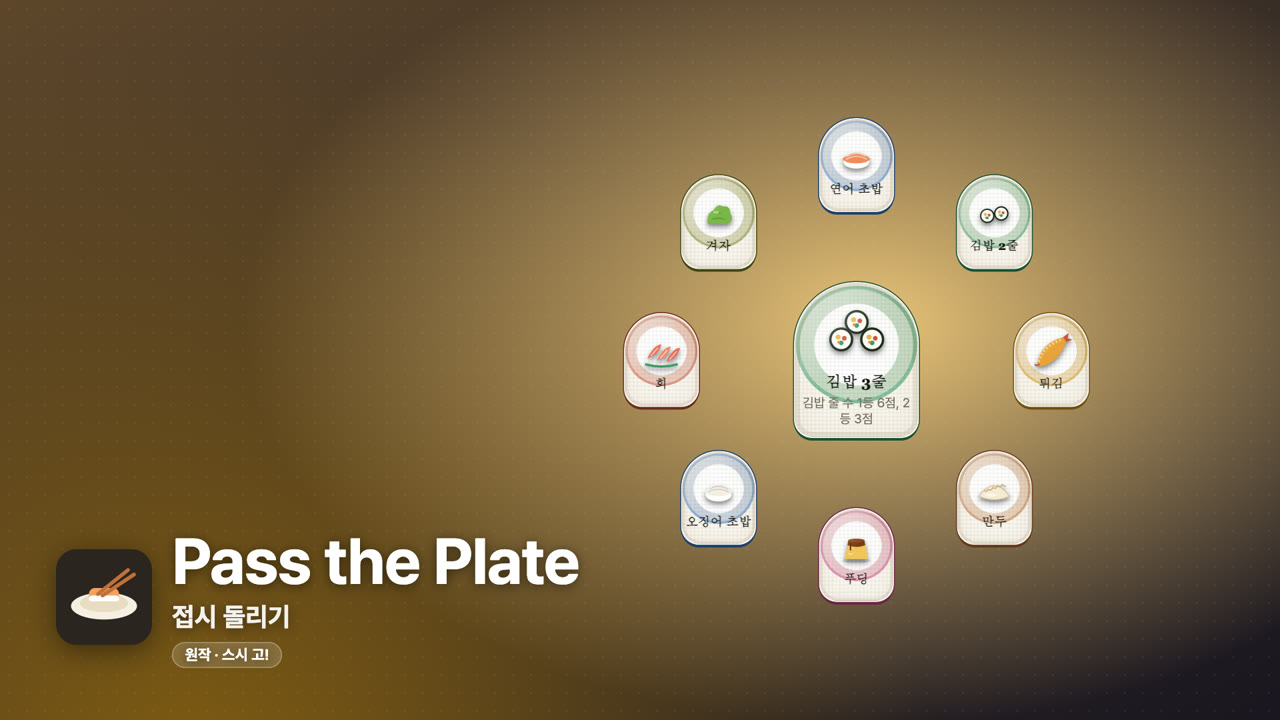 연어 초밥
겨자
김밥 2줄
회
김밥 3줄
김밥 줄 수 1등 6점, 2
등 3점
튀김
오징어 초밥
만두
푸딩
Pass the Plate
접시 돌리기
원작 · 스시 고!